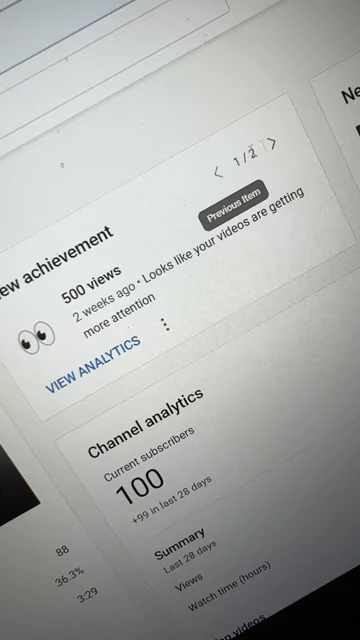 Ne
1/2
Previous Item
ew achievement
500 views
2 weeks ago • Looks like your videos are getting
more attention
VIEW ANALYTICS
Channel analytics
Current subscribers
100
+99 in last 28 days
Summary
Last 28 days
Views
Watch time (hours)
videos
88
36.3%
3:29